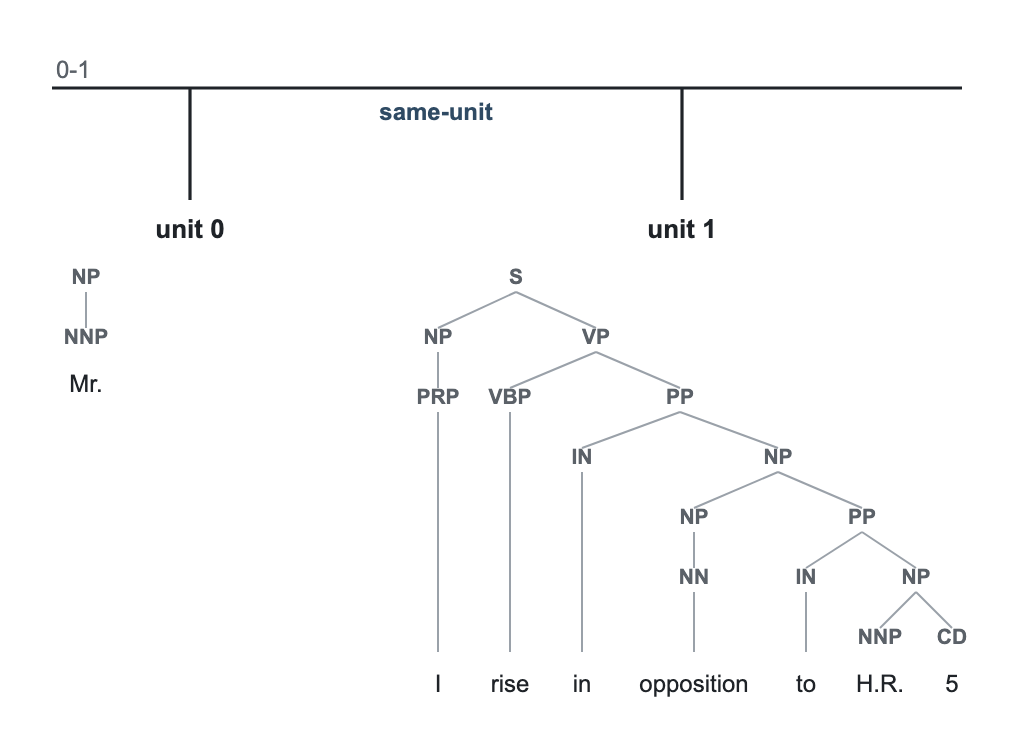 0-1
same-unit
unit 0 unit 1
NP S
NNP NP VP
Mr.
PRP VBP PP
IN NP
NP PP
NN IN NP
NNP CD
I rise in opposition to H.R. 5